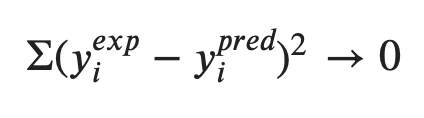 Σ(y_i^{exp} − y_i^{pred})^2 → 0